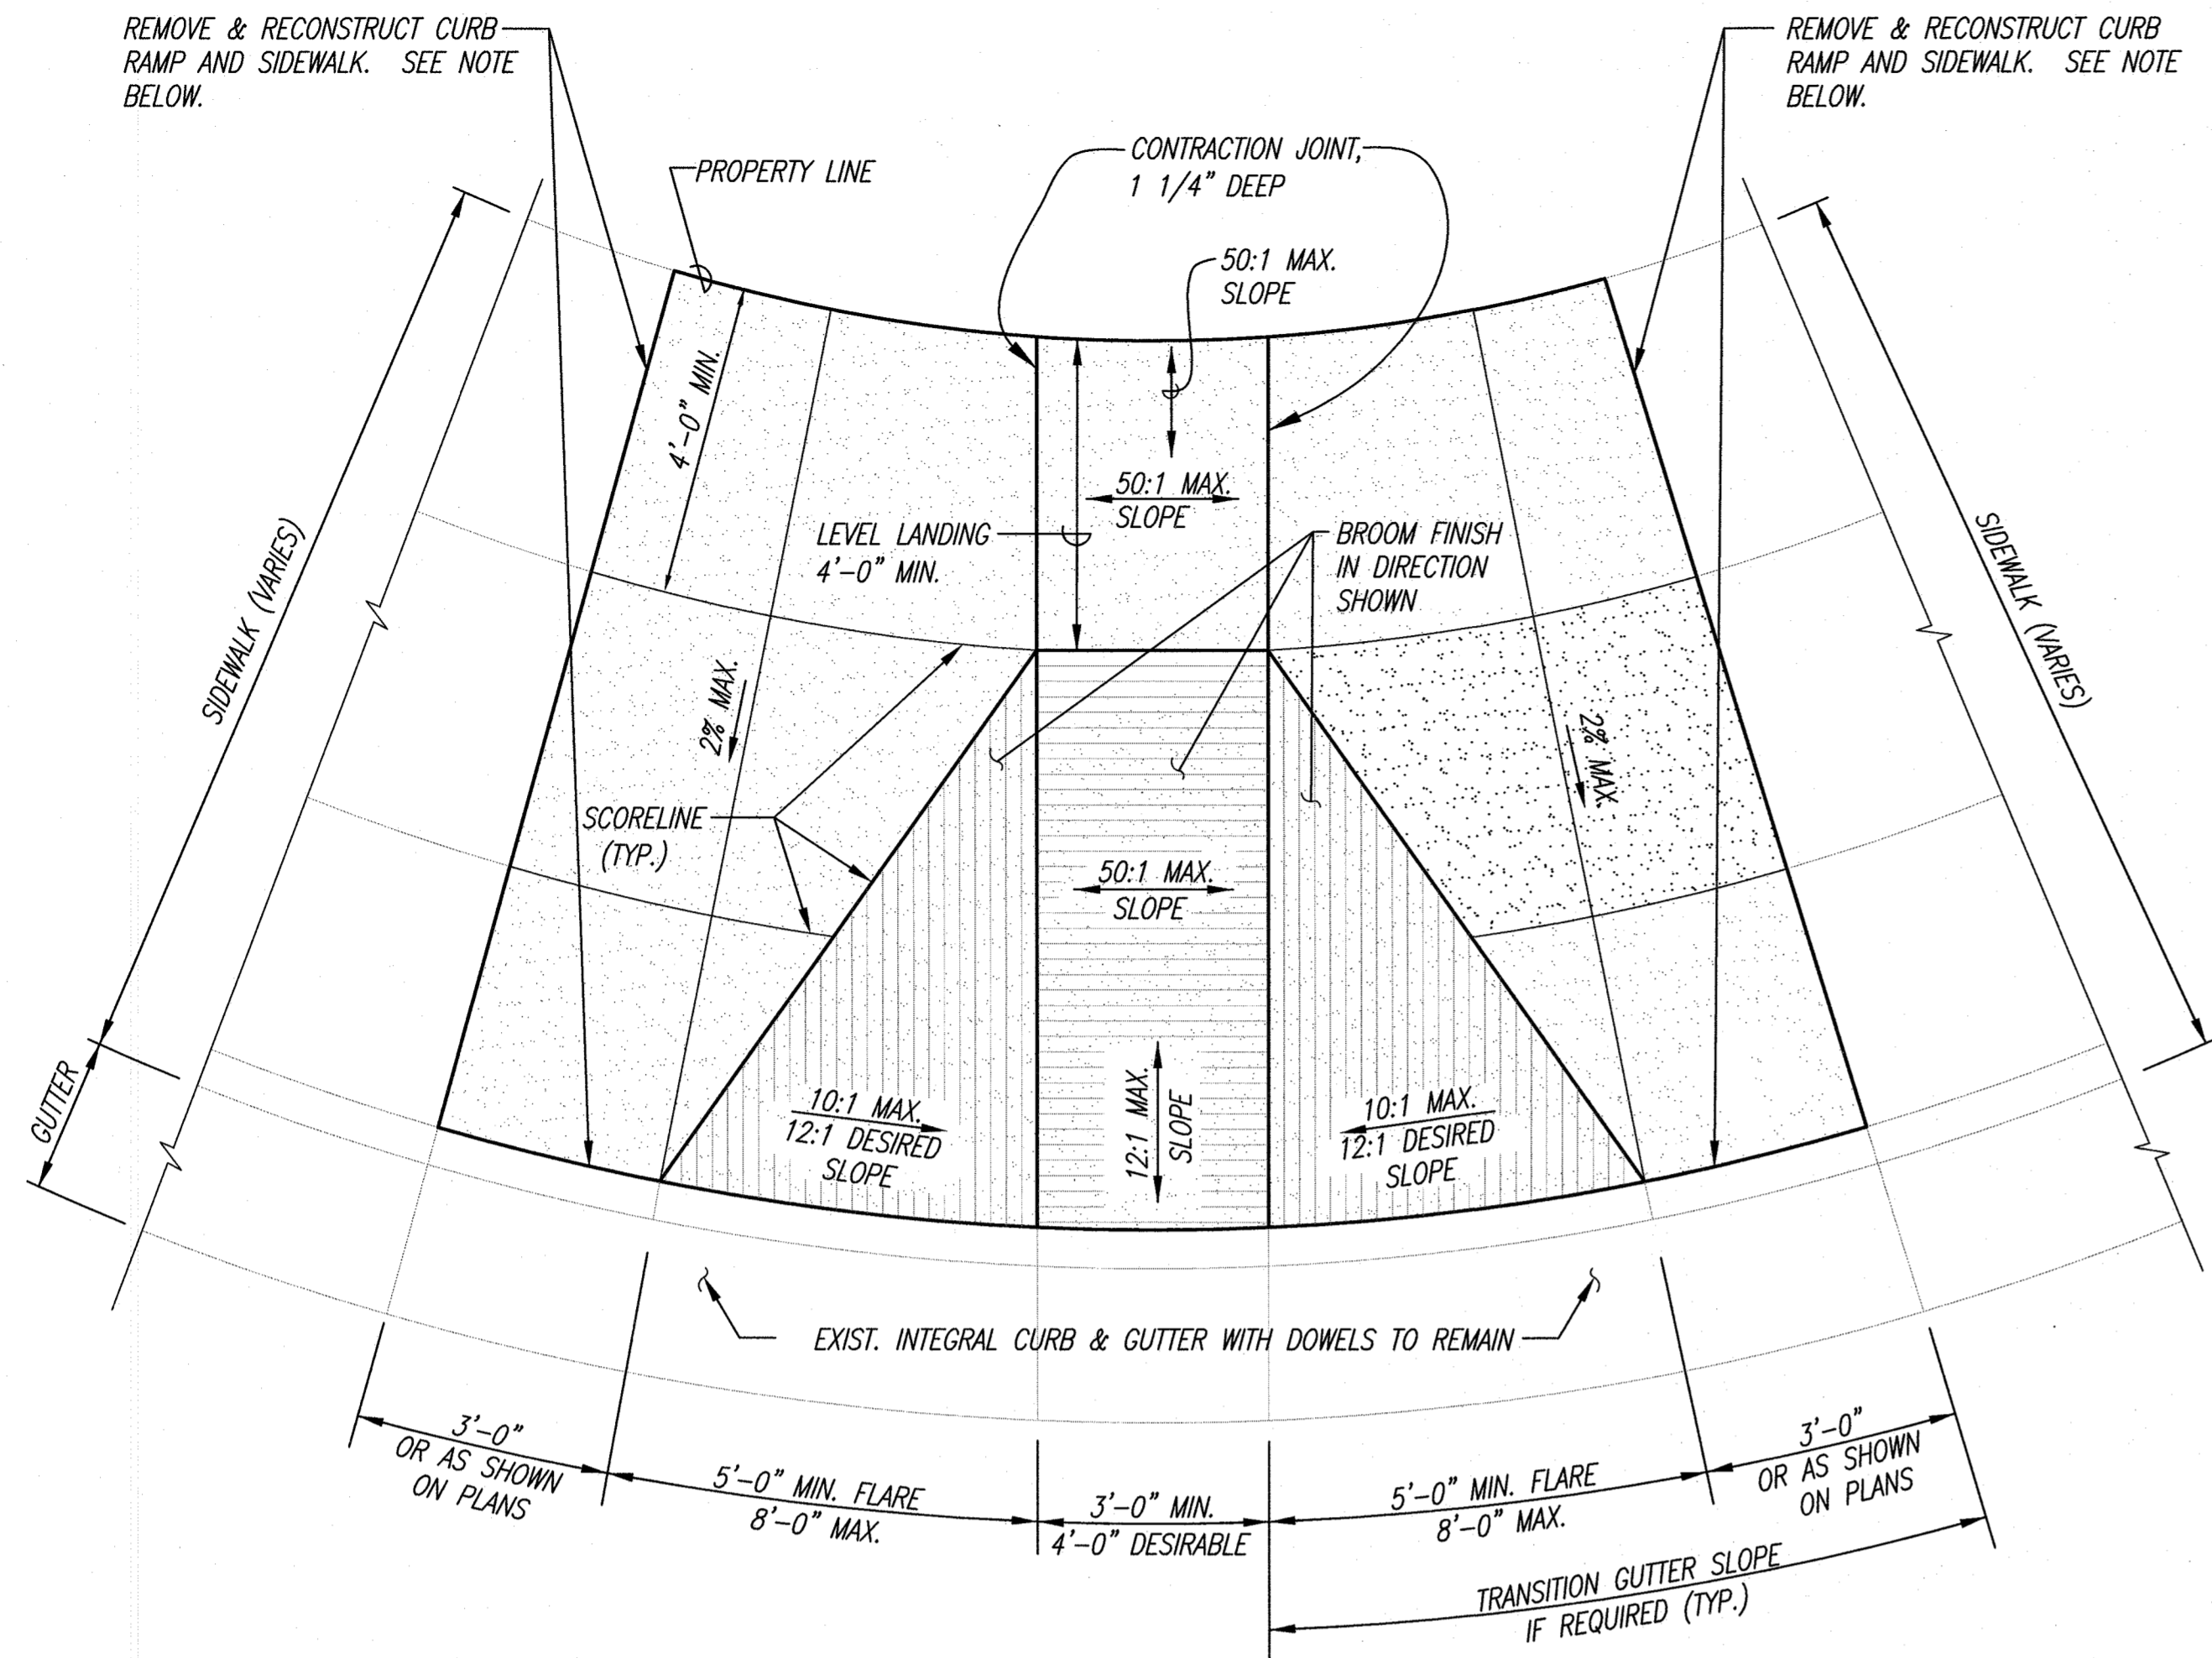 REMOVE & RECONSTRUCT CURB
RAMP AND SIDEWALK. SEE NOTE
BELOW.
REMOVE & RECONSTRUCT CURB
RAMP AND SIDEWALK. SEE NOTE
BELOW.
PROPERTY LINE
CONTRACTION JOINT,
1 1/4" DEEP
50:1 MAX.
SLOPE
4'-0" MIN.
50:1 MAX.
SLOPE
LEVEL LANDING
4'-0" MIN.
BROOM FINISH
IN DIRECTION
SHOWN
SIDEWALK (VARIES)
SIDEWALK (VARIES)
2% MAX.
2% MAX.
SCORELINE
(TYP.)
50:1 MAX.
SLOPE
GUTTER
10:1 MAX.
12:1 DESIRED
SLOPE
12:1 MAX.
SLOPE
10:1 MAX.
12:1 DESIRED
SLOPE
EXIST. INTEGRAL CURB & GUTTER WITH DOWELS TO REMAIN
3'-0"
OR AS SHOWN
ON PLANS
5'-0" MIN. FLARE
8'-0" MAX.
3'-0" MIN.
4'-0" DESIRABLE
5'-0" MIN. FLARE
8'-0" MAX.
3'-0"
OR AS SHOWN
ON PLANS
TRANSITION GUTTER SLOPE
IF REQUIRED (TYP.)